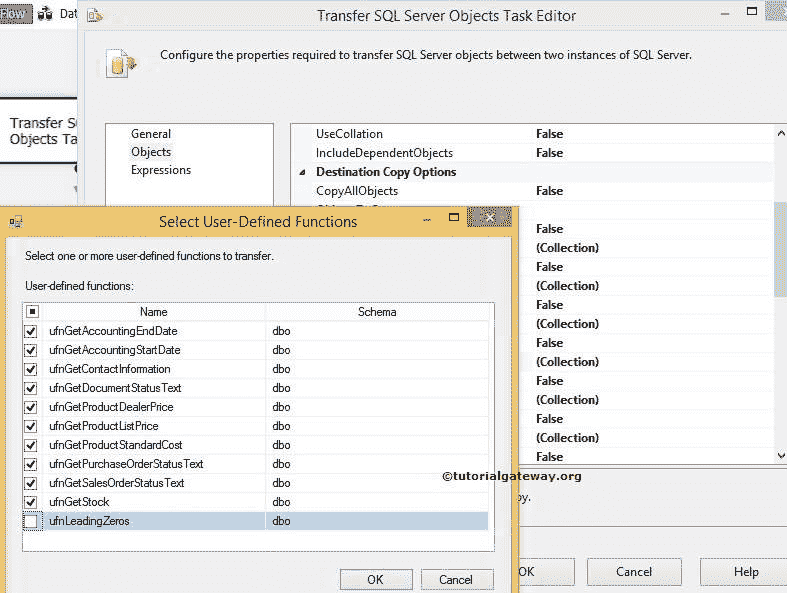 Flow
Dat
Transfer SQL Server Objects Task Editor
Configure the properties required to transfer SQL Server objects between two instances of SQL Server.
Transfer S
Objects Ta
General
Objects
Expressions
UseCollation False
IncludeDependentObjects False
Destination Copy Options
CopyAllObjects False
False
(Collection)
False
(Collection)
False
(Collection)
False
(Collection)
False
(Collection)
False
(Collection)
False
Select User-Defined Functions
Select one or more user-defined functions to transfer.
User-defined functions:
Name Schema
ufnGetAccountingEndDate dbo
ufnGetAccountingStartDate dbo
ufnGetContactInformation dbo
ufnGetDocumentStatusText dbo
ufnGetProductDealerPrice dbo
ufnGetProductListPrice dbo
ufnGetProductStandardCost dbo
ufnGetPurchaseOrderStatusText dbo
ufnGetSalesOrderStatusText dbo
ufnGetStock dbo
ufnLeadingZeros dbo
©tutorialgateway.org
py.
OK Cancel
OK Cancel Help